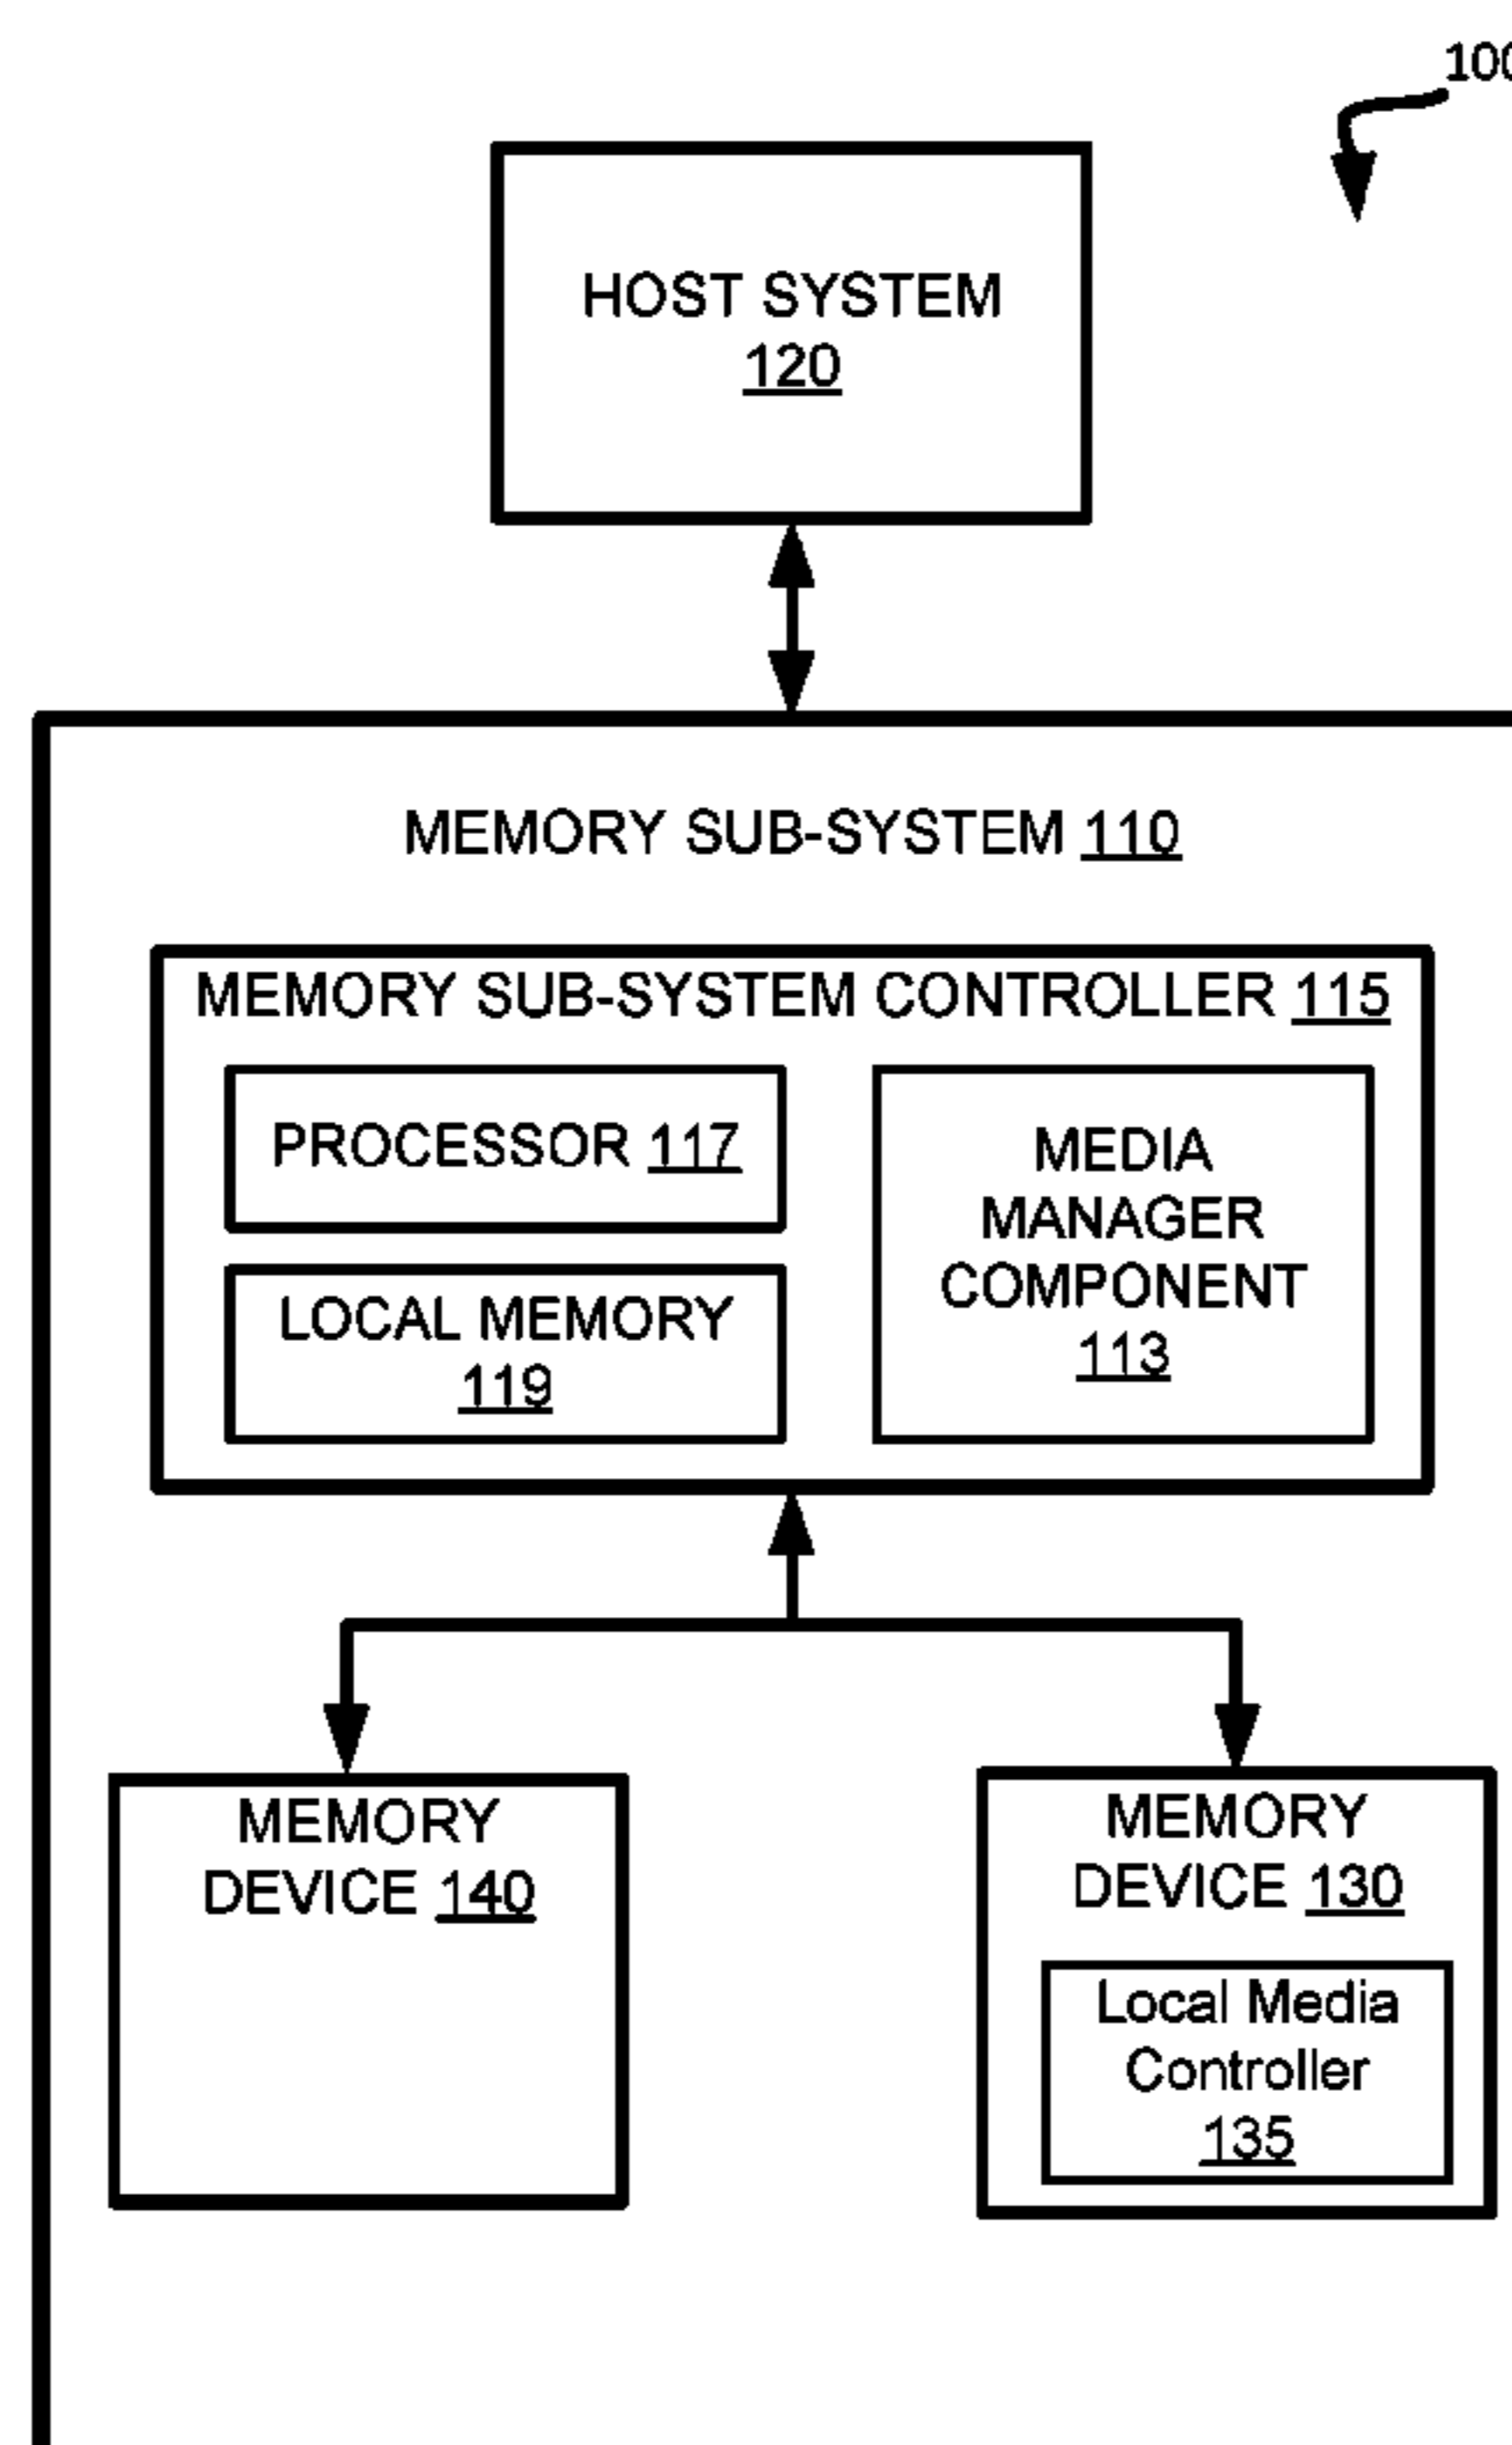 100
HOST SYSTEM
120
MEMORY SUB-SYSTEM 110
MEMORY SUB-SYSTEM CONTROLLER 115
PROCESSOR 117
LOCAL MEMORY
119
MEDIA
MANAGER
COMPONENT
113
MEMORY
DEVICE 140
MEMORY
DEVICE 130
Local Media
Controller
135